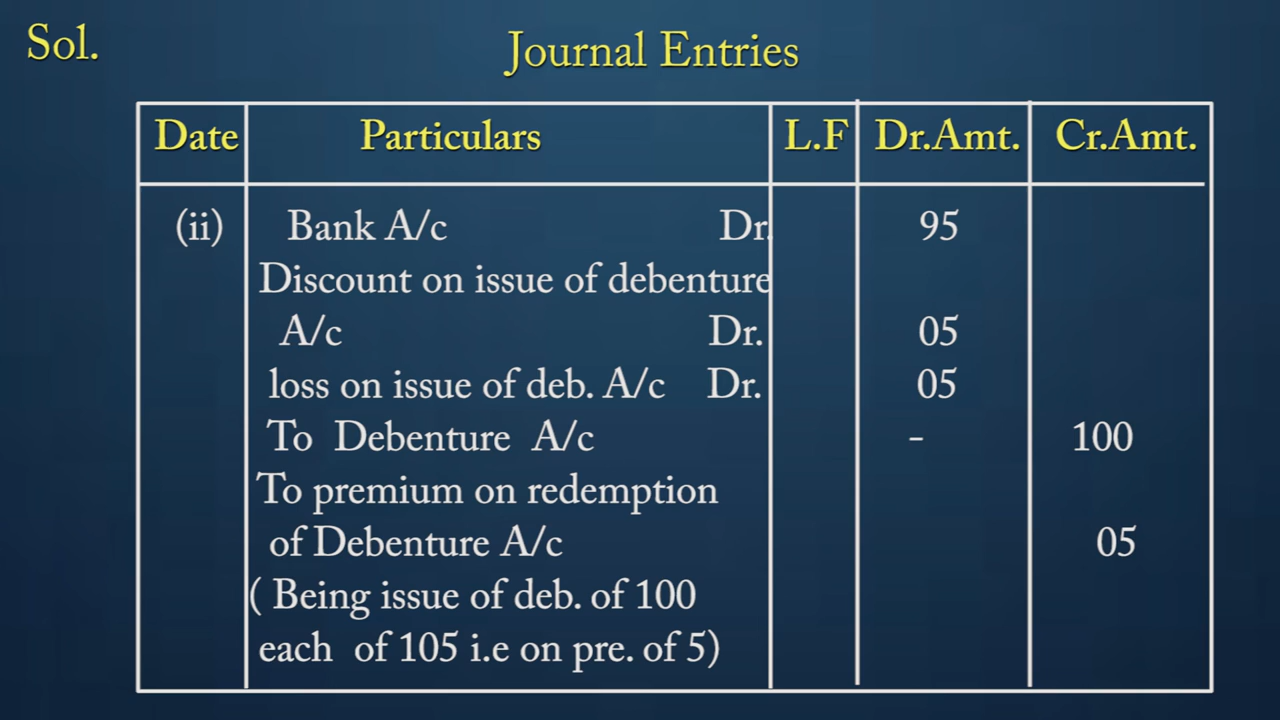 Sol.
Journal Entries
Date Particulars L.F Dr.Amt. Cr.Amt.
(ii) Bank A/c Dr. 95
Discount on issue of debenture
A/c Dr. 05
loss on issue of deb. A/c Dr. 05
To Debenture A/c - 100
To premium on redemption
of Debenture A/c 05
( Being issue of deb. of 100
each of 105 i.e on pre. of 5)